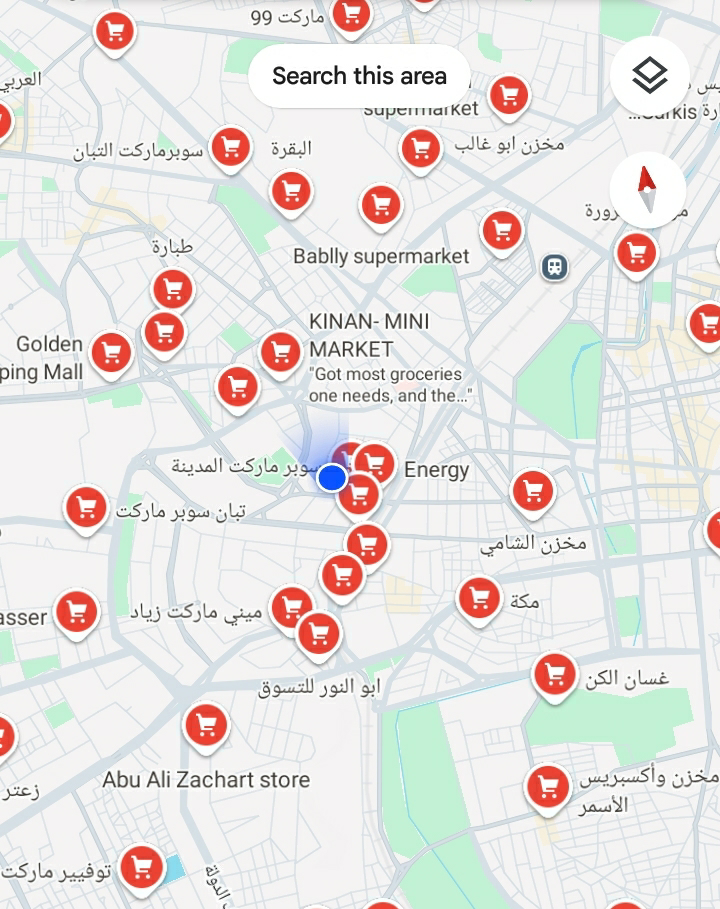 ماركت 99
Search this area
supermarket
العربي
Sarkis...
سوبرماركت التبان
البقرة
مخزن ابو غالب
Bablly supermarket
طبارة
KINAN- MINI
MARKET
"Got most groceries
one needs, and the..."
Golden
ping Mall
سوبر ماركت المدينة
Energy
تبان سوبر ماركت
مخزن الشامي
asser
ميني ماركت زياد
مكة
ابو النور للتسوق
غسان الكن
Abu Ali Zachart store
مخزن وأكسبريس
الأسمر
زعتر
توفيير ماركت
الدولة